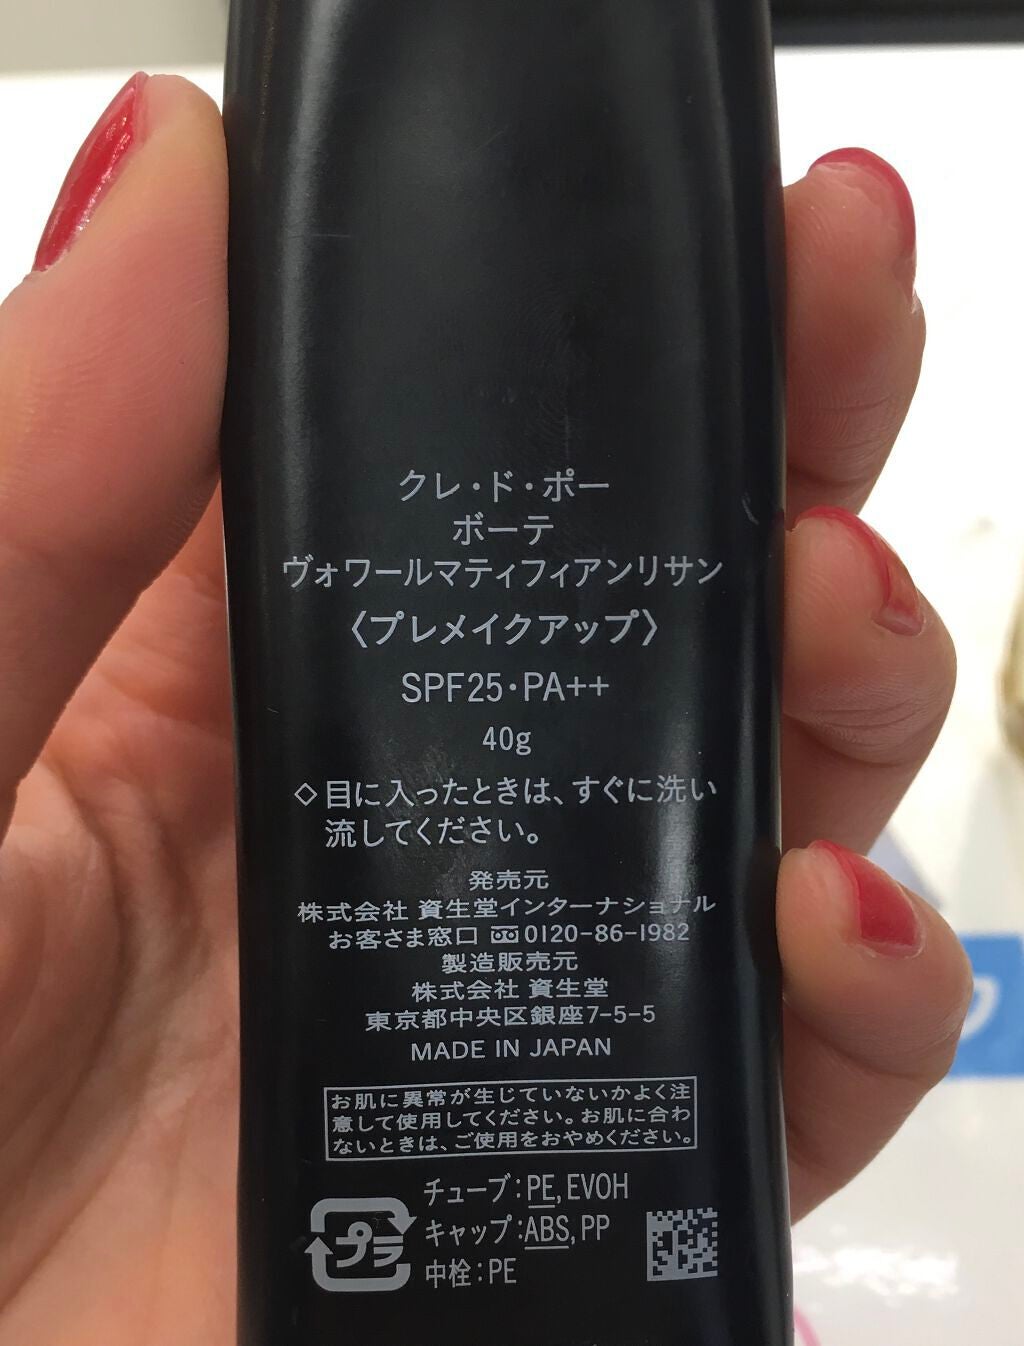 クレ・ド・ポー
ボーテ
ヴォワールマティフィアンリサン
〈プレメイクアップ〉
SPF25・PA++
40g
◇目に入ったときは、すぐに洗い
流してください。
発売元
株式会社 資生堂インターナショナル
お客さま窓口 0120-86-1982
製造販売元
株式会社 資生堂
東京都中央区銀座7-5-5
MADE IN JAPAN
お肌に異常が生じていないかよく注
意して使用してください。お肌に合わ
ないときは、ご使用をおやめください。
チューブ:PE,EVOH
プラ
キャップ:ABS,PP
中栓:PE